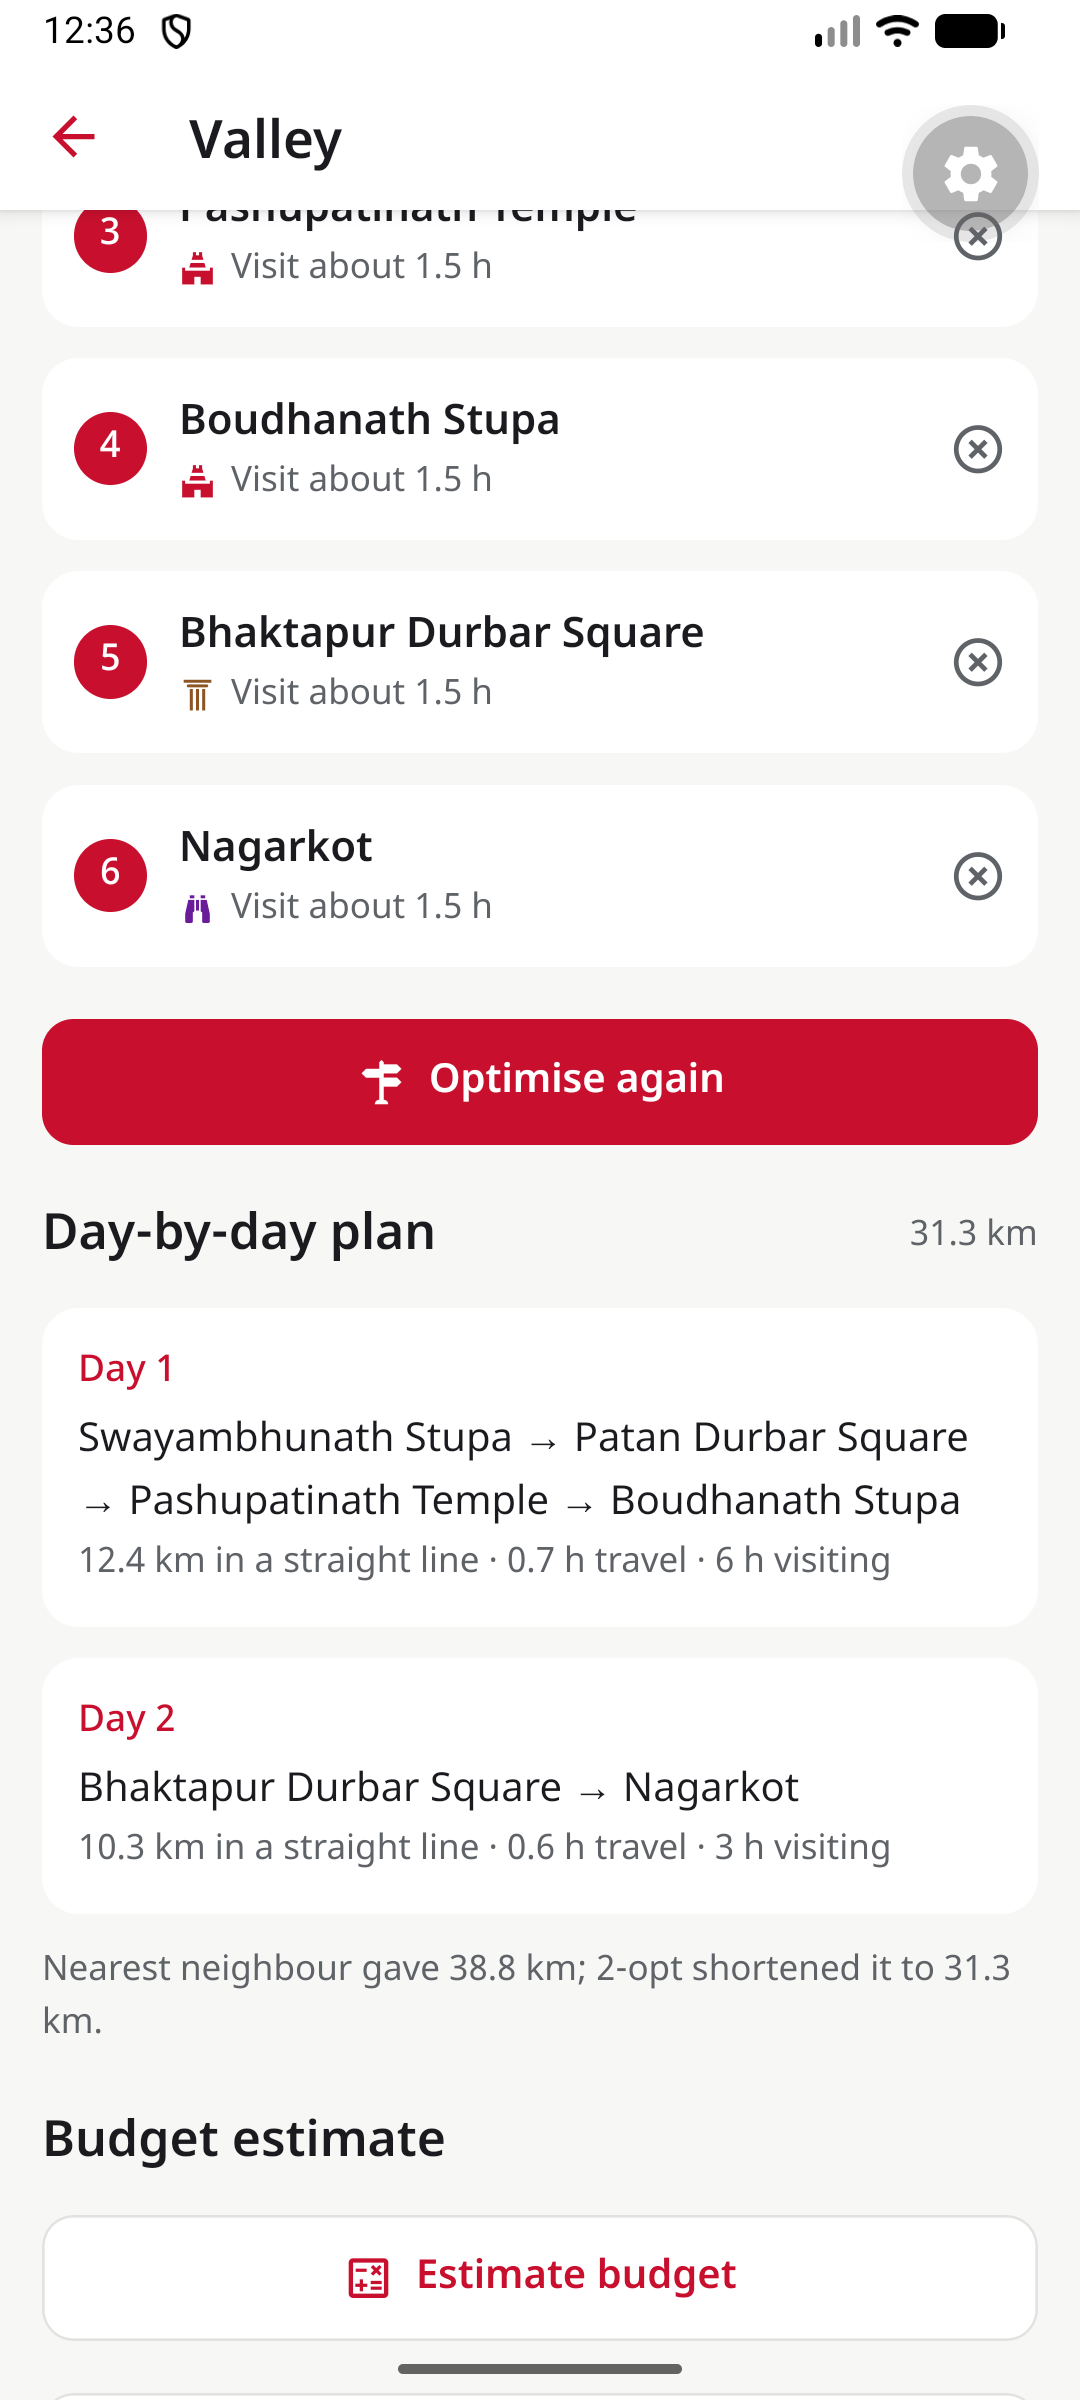 12:36
Valley
3
Pashupatinath Temple
Visit about 1.5 h
4
Boudhanath Stupa
Visit about 1.5 h
5
Bhaktapur Durbar Square
Visit about 1.5 h
6
Nagarkot
Visit about 1.5 h
Optimise again
Day-by-day plan
31.3 km
Day 1
Swayambhunath Stupa → Patan Durbar Square
→ Pashupatinath Temple → Boudhanath Stupa
12.4 km in a straight line · 0.7 h travel · 6 h visiting
Day 2
Bhaktapur Durbar Square → Nagarkot
10.3 km in a straight line · 0.6 h travel · 3 h visiting
Nearest neighbour gave 38.8 km; 2-opt shortened it to 31.3
km.
Budget estimate
Estimate budget